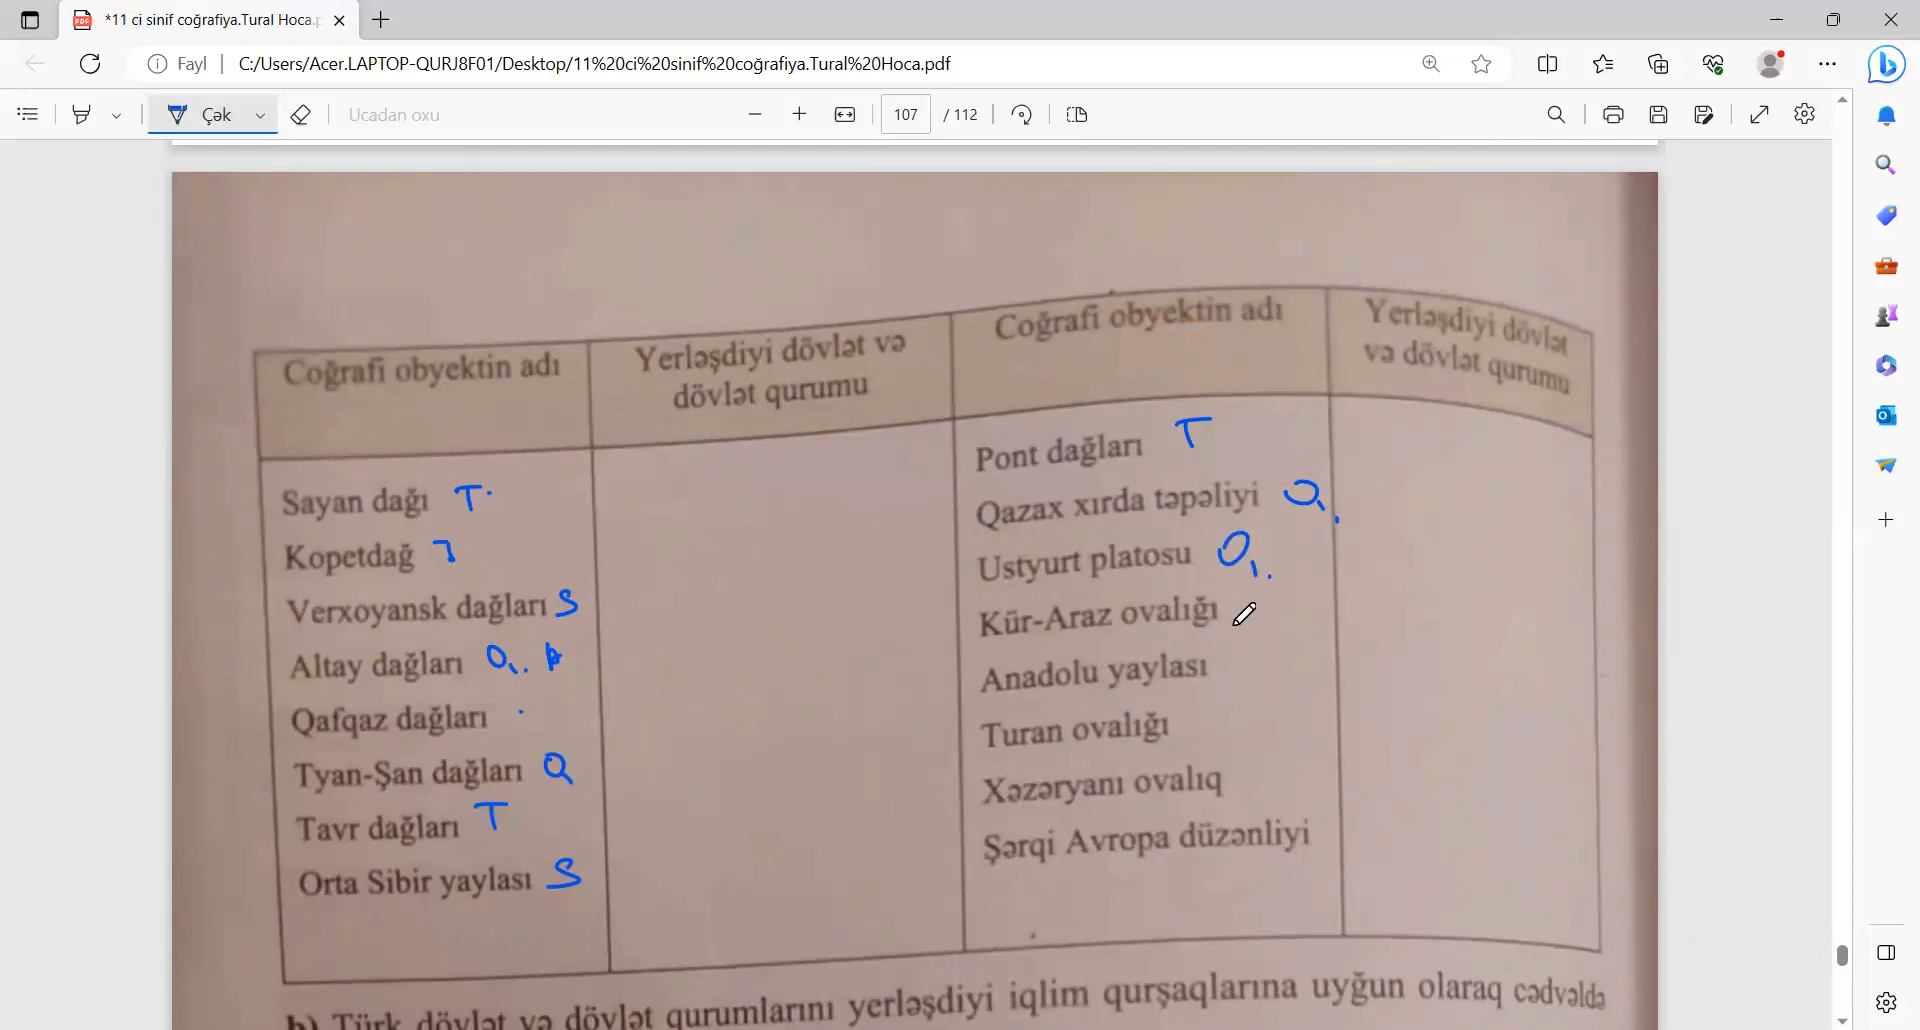 *11 ci sinif coğrafiya.Tural Hoca.p
Fayl
C:/Users/Acer.LAPTOP-QURJ8F01/Desktop/11%20ci%20sinif%20coğrafiya.Tural%20Hoca.pdf
Çək
Ucadan oxu
107 / 112
Coğrafi obyektin adı
Yerləşdiyi dövlət və
dövlət qurumu
Coğrafi obyektin adı
Yerləşdiyi dövlət
və dövlət qurumu
Sayan dağı T.
Kopetdağ
Verxoyansk dağları S
Altay dağları
Qafqaz dağları
Tyan-Şan dağları Q
Tavr dağları T
Orta Sibir yaylası S
Pont dağları T
Qazax xırda təpəliyi
Ustyurt platosu
Kür-Araz ovalığı
Anadolu yaylası
Turan ovalığı
Xəzəryanı ovalıq
Şərqi Avropa düzənliyi
b) Türk dövlət və dövlət qurumlarını yerləşdiyi iqlim qurşaqlarına uyğun olaraq cədvəldə